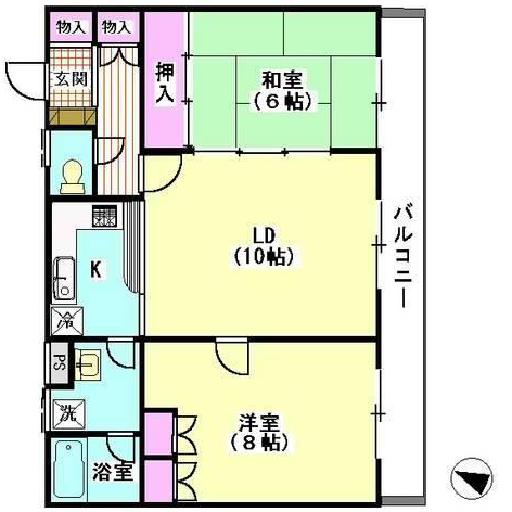 物入
物入
玄関
押入
和室
(6帖)
LD
(10帖)
K
冷
バルコニー
PS
洗
洋室
(8帖)
浴室